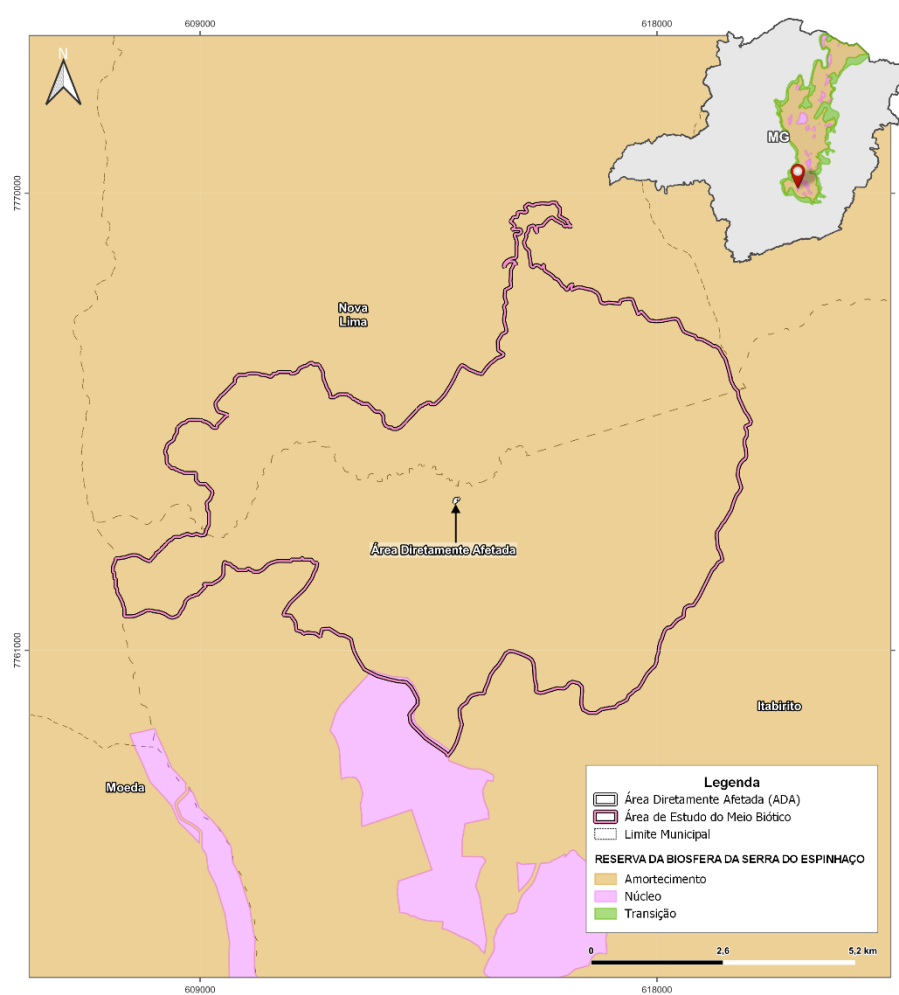 609000
618000
N
MG
7770000
Nova
Lima
Área Diretamente Afetada
7761000
Itabirito
Moeda
Legenda
Área Diretamente Afetada (ADA)
Área de Estudo do Meio Biótico
Limite Municipal
RESERVA DA BIOSFERA DA SERRA DO ESPINHAÇO
Amortecimento
Núcleo
Transição
0
2,6
5,2 km
609000
618000